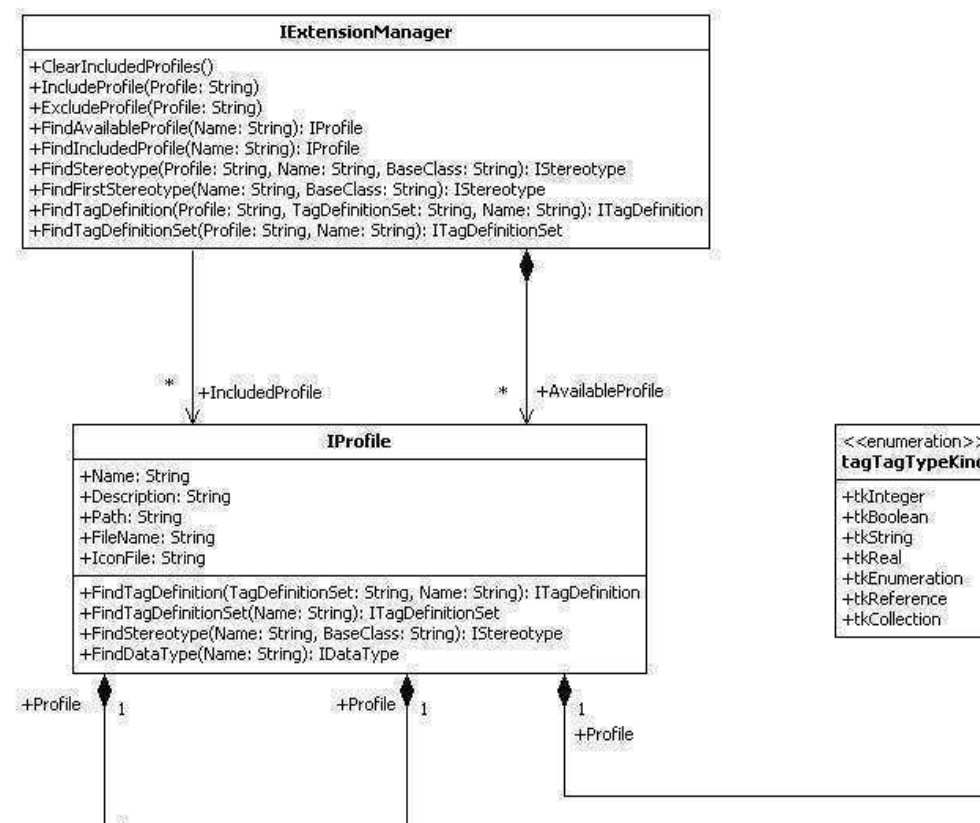 IExtensionManager
+ClearIncludedProfiles()
+IncludeProfile(Profile: String)
+ExcludeProfile(Profile: String)
+FindAvailableProfile(Name: String): IProfile
+FindIncludedProfile(Name: String): IProfile
+FindStereotype(Profile: String, Name: String, BaseClass: String): IStereotype
+FindFirstStereotype(Name: String, BaseClass: String): IStereotype
+FindTagDefinition(Profile: String, TagDefinitionSet: String, Name: String): ITagDefinition
+FindTagDefinitionSet(Profile: String, Name: String): ITagDefinitionSet
* +IncludedProfile
* +AvailableProfile
IProfile
+Name: String
+Description: String
+Path: String
+FileName: String
+IconFile: String
+FindTagDefinition(TagDefinitionSet: String, Name: String): ITagDefinition
+FindTagDefinitionSet(Name: String): ITagDefinitionSet
+FindStereotype(Name: String, BaseClass: String): IStereotype
+FindDataType(Name: String): IDataType
<<enumeration>>
tagTagTypeKind
+tkInteger
+tkBoolean
+tkString
+tkReal
+tkEnumeration
+tkReference
+tkCollection
+Profile 1
+Profile 1
1
+Profile